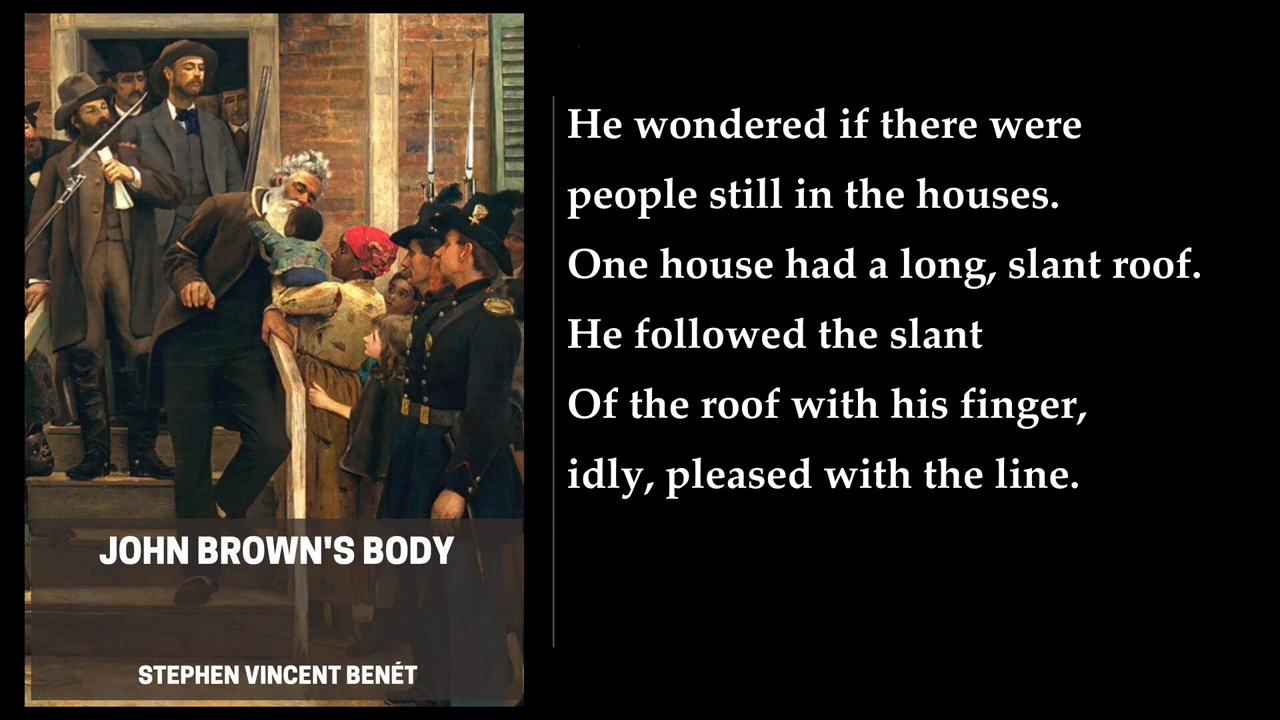 JOHN BROWN'S BODY
STEPHEN VINCENT BENÉT
He wondered if there were
people still in the houses.
One house had a long, slant roof.
He followed the slant
Of the roof with his finger,
idly, pleased with the line.